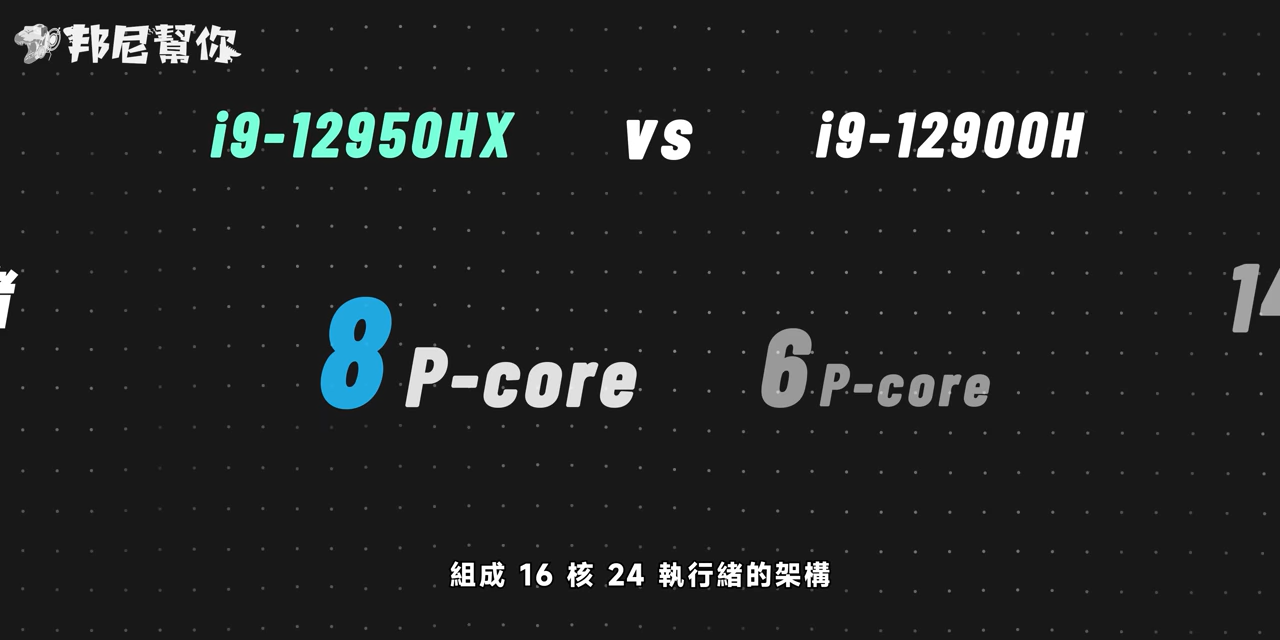 邦尼幫你
i9-12950HX vs i9-12900H
8 P-core 6 P-core
組成 16 核 24 執行緒的架構